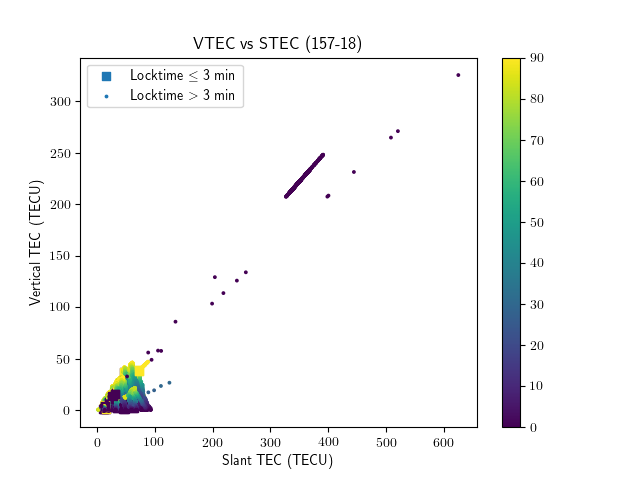 VTEC vs STEC (157-18)
Locktime ≤ 3 min
Locktime > 3 min
Vertical TEC (TECU)
300
250
200
150
100
50
0
0 100 200 300 400 500 600
Slant TEC (TECU)
90
80
70
60
50
40
30
20
10
0